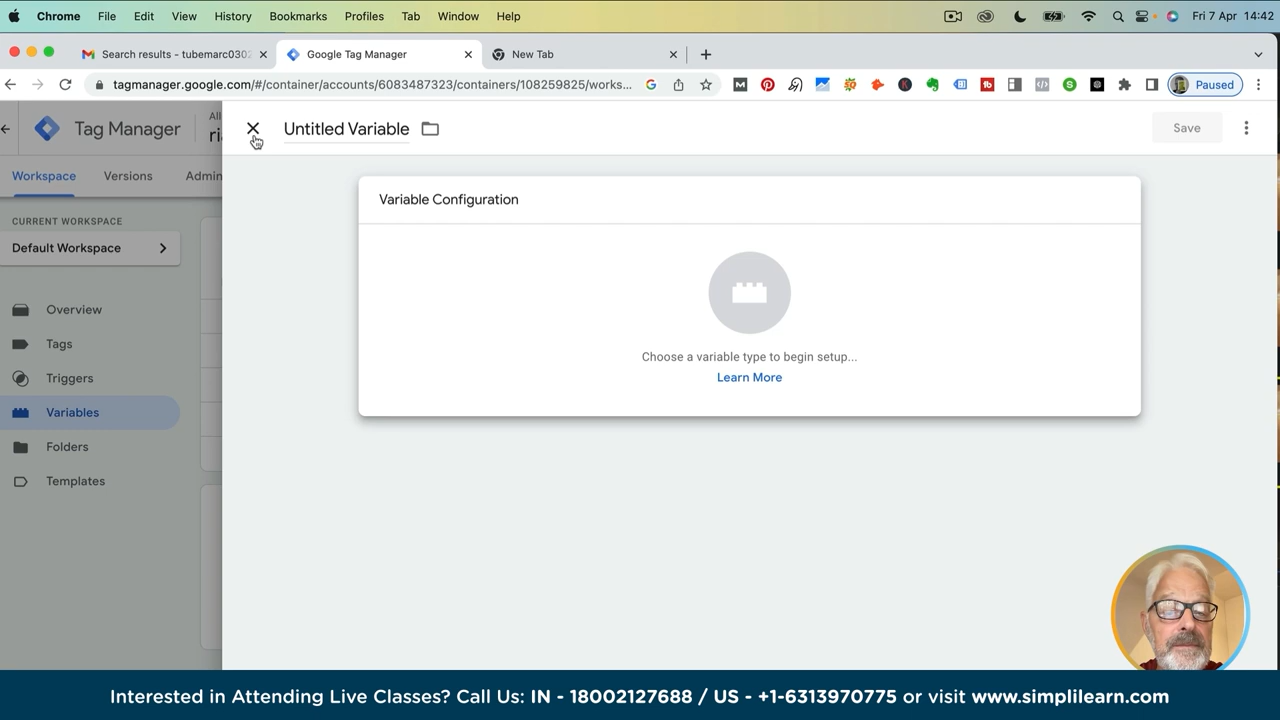 Chrome File Edit View History Bookmarks Profiles Tab Window Help Fri 7 Apr 14:42
Search results - tubemarc030 Google Tag Manager New Tab
tagmanager.google.com/#/container/accounts/6083487323/containers/108259825/works... Paused
Tag Manager All Untitled Variable Save
Workspace Versions Admin
Variable Configuration
CURRENT WORKSPACE
Default Workspace
Overview
Tags
Choose a variable type to begin setup...
Triggers
Learn More
Variables
Folders
Templates
Interested in Attending Live Classes? Call Us: IN - 18002127688 / US - +1-6313970775 or visit www.simplilearn.com